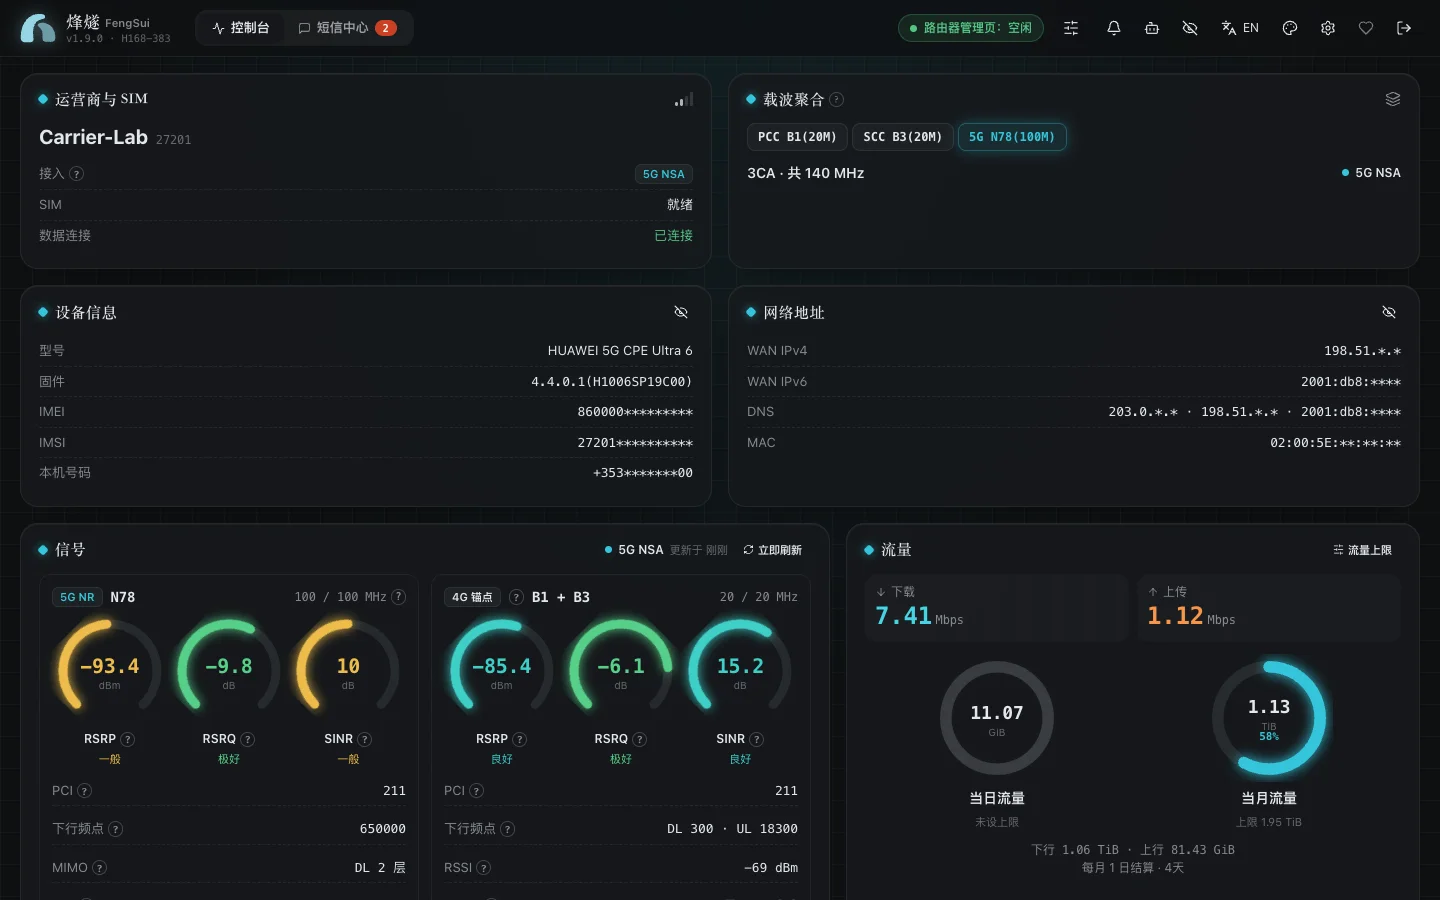 烽燧 FengSui
v1.9.0 · H168-383
控制台
短信中心 2
路由器管理页：空闲
EN
运营商与 SIM
Carrier-Lab 27201
接入 ?
5G NSA
SIM
就绪
数据连接
已连接
载波聚合 ?
PCC B1(20M)
SCC B3(20M)
5G N78(100M)
3CA · 共 140 MHz
5G NSA
设备信息
型号
HUAWEI 5G CPE Ultra 6
固件
4.4.0.1(H1006SP19C00)
IMEI
860000*********
IMSI
27201**********
本机号码
+353*******00
网络地址
WAN IPv4
198.51.*.*
WAN IPv6
2001:db8:****
DNS
203.0.*.* · 198.51.*.* · 2001:db8:****
MAC
02:00:5E:**:**:**
信号
5G NSA 更新于 刚刚
立即刷新
5G NR N78
100 / 100 MHz ?
-93.4
dBm
RSRP ?
一般
-9.8
dB
RSRQ ?
极好
10
dB
SINR ?
一般
PCI ?
211
下行频点 ?
650000
MIMO ?
DL 2 层
4G 锚点 ? B1 + B3
20 / 20 MHz
-85.4
dBm
RSRP ?
良好
-6.1
dB
RSRQ ?
极好
15.2
dB
SINR ?
良好
PCI ?
211
下行频点 ?
DL 300 · UL 18300
RSSI ?
-69 dBm
流量
流量上限
↓ 下载
7.41 Mbps
↑ 上传
1.12 Mbps
11.07
GiB
当日流量
未设上限
1.13
TiB
58%
当月流量
上限 1.95 TiB
下行 1.06 TiB · 上行 81.43 GiB
每月 1 日结算 · 4天